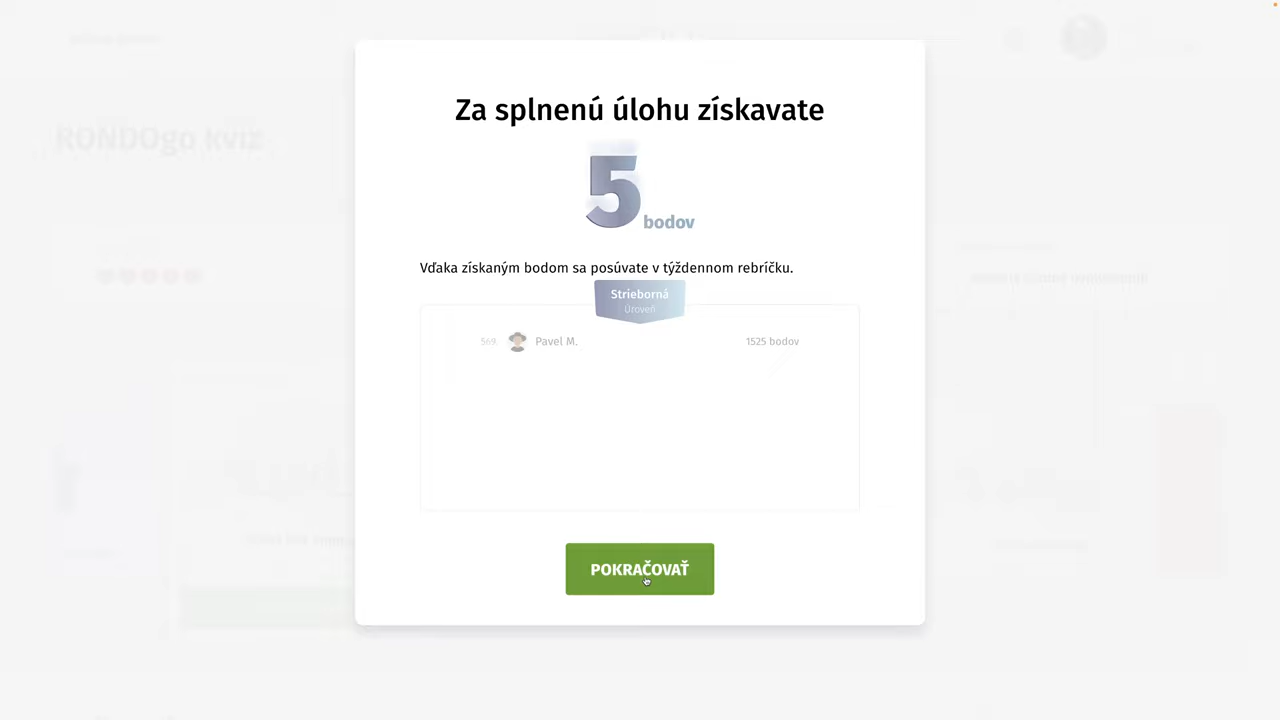 RONDOgo kvíz
Za splnenú úlohu získavate
5 bodov
Vďaka získaným bodom sa posúvate v týždennom rebríčku.
Strieborná
Úroveň
569. Pavel M. 1525 bodov
POKRAČOVAŤ